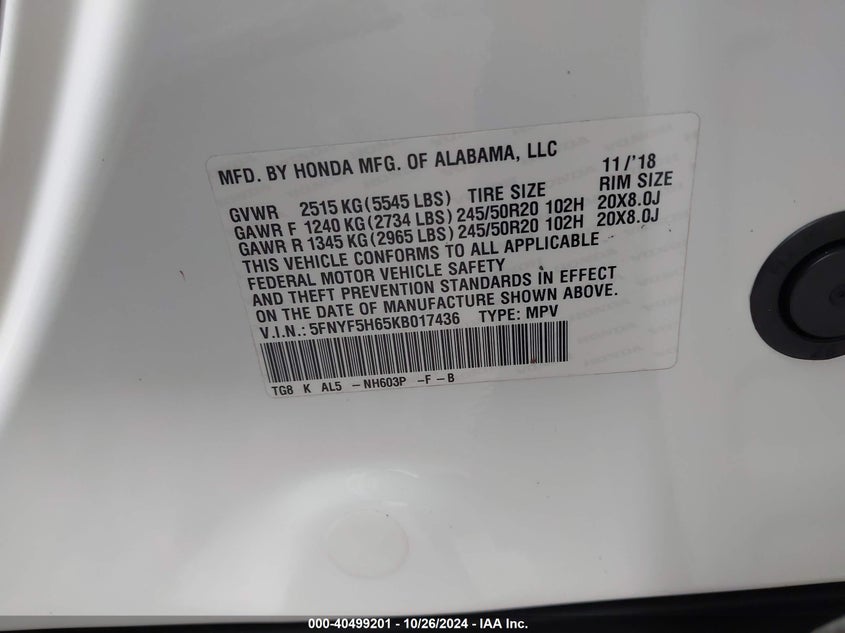 MFD. BY HONDA MFG. OF ALABAMA, LLC 11/'18
GVWR 2515 KG(5545 LBS) TIRE SIZE RIM SIZE
GAWR F 1240 KG(2734 LBS) 245/50R20 102H 20X8.0J
GAWR R 1345 KG(2965 LBS) 245/50R20 102H 20X8.0J
THIS VEHICLE CONFORMS TO ALL APPLICABLE
FEDERAL MOTOR VEHICLE SAFETY
AND THEFT PREVENTION STANDARDS IN EFFECT
ON THE DATE OF MANUFACTURE SHOWN ABOVE.
V.I.N.: 5FNYF5H65KB017436 TYPE: MPV
TG8 K AL5 -NH603P -F-B
000-40499201 - 10/26/2024 - IAA Inc.